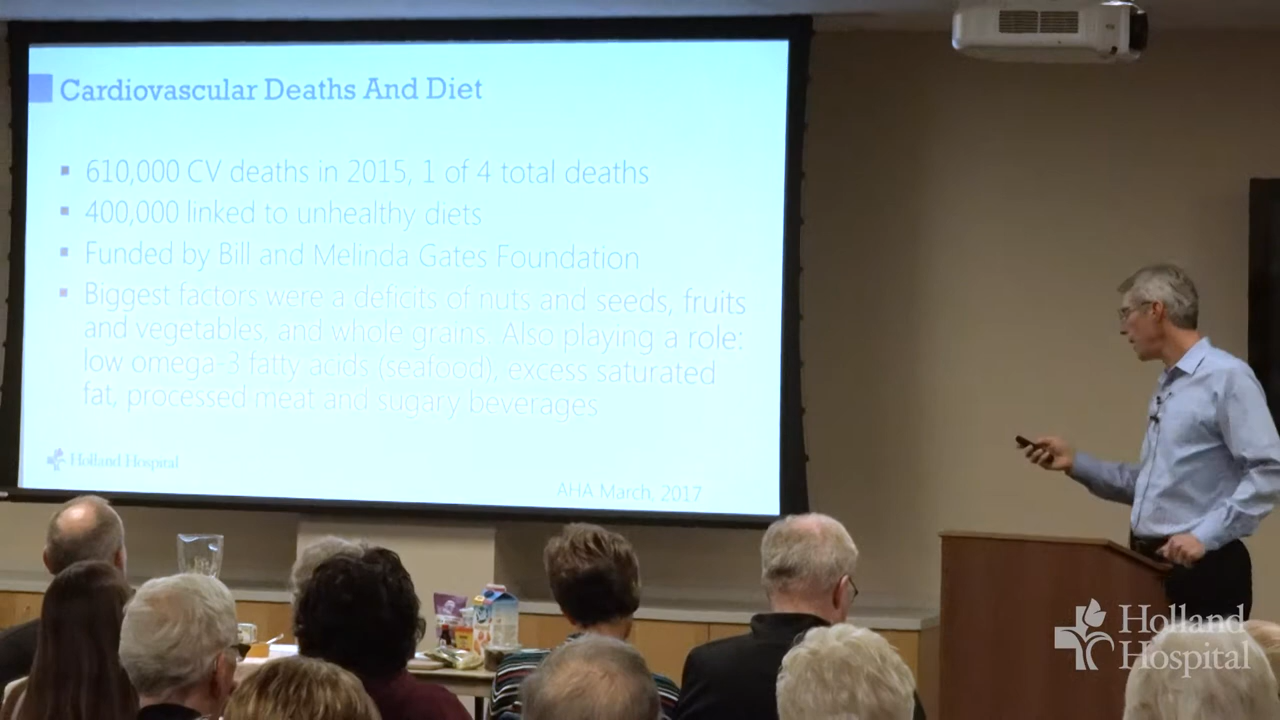 Cardiovascular Deaths And Diet
610,000 CV deaths in 2015, 1 of 4 total deaths
400,000 linked to unhealthy diets
Funded by Bill and Melinda Gates Foundation
Biggest factors were a deficits of nuts and seeds, fruits
and vegetables, and whole grains. Also playing a role:
low omega-3 fatty acids (seafood), excess saturated
fat, processed meat and sugary beverages
Holland Hospital
AHA March, 2017
Holland
Hospital